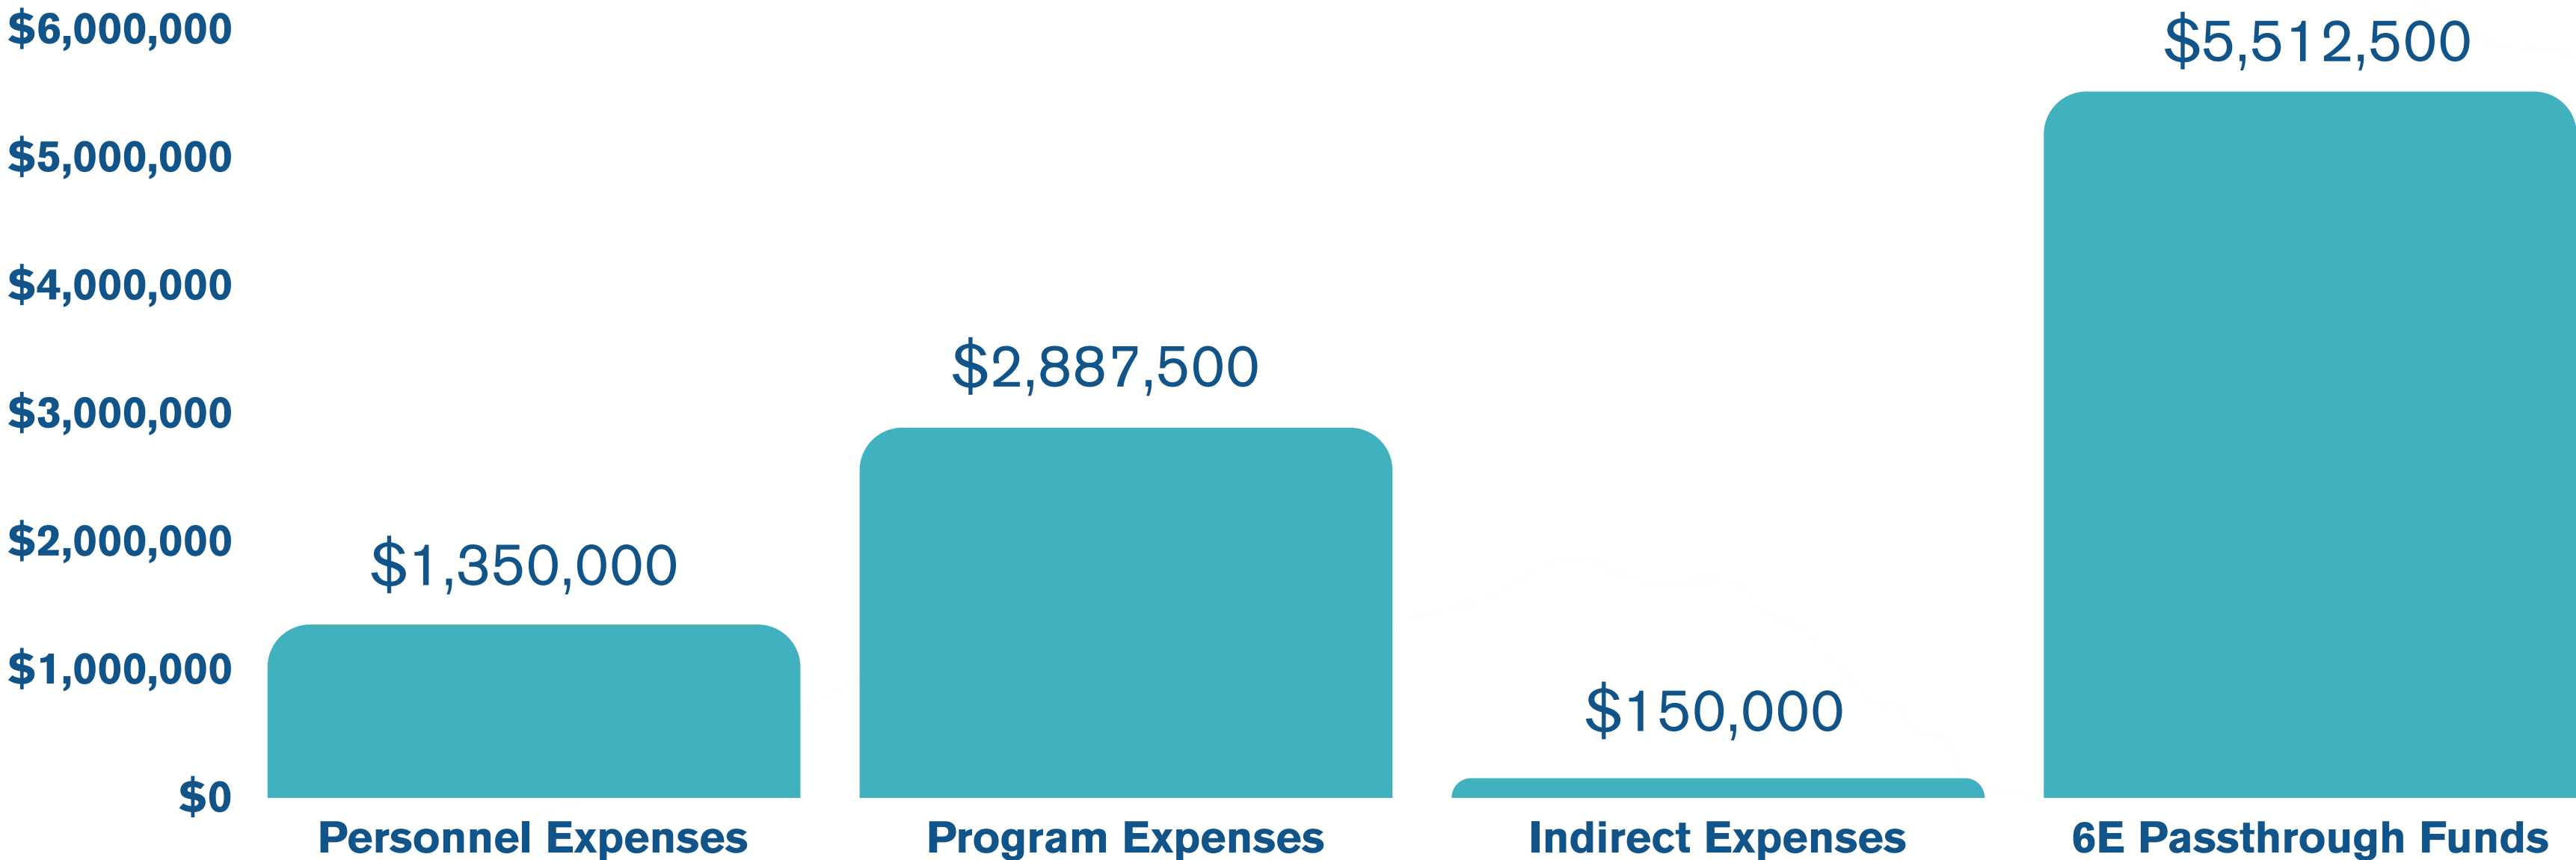 $6,000,000
$5,000,000
$4,000,000
$3,000,000
$2,000,000
$1,000,000
$0
$1,350,000
$2,887,500
$150,000
$5,512,500
Personnel Expenses
Program Expenses
Indirect Expenses
6E Passthrough Funds